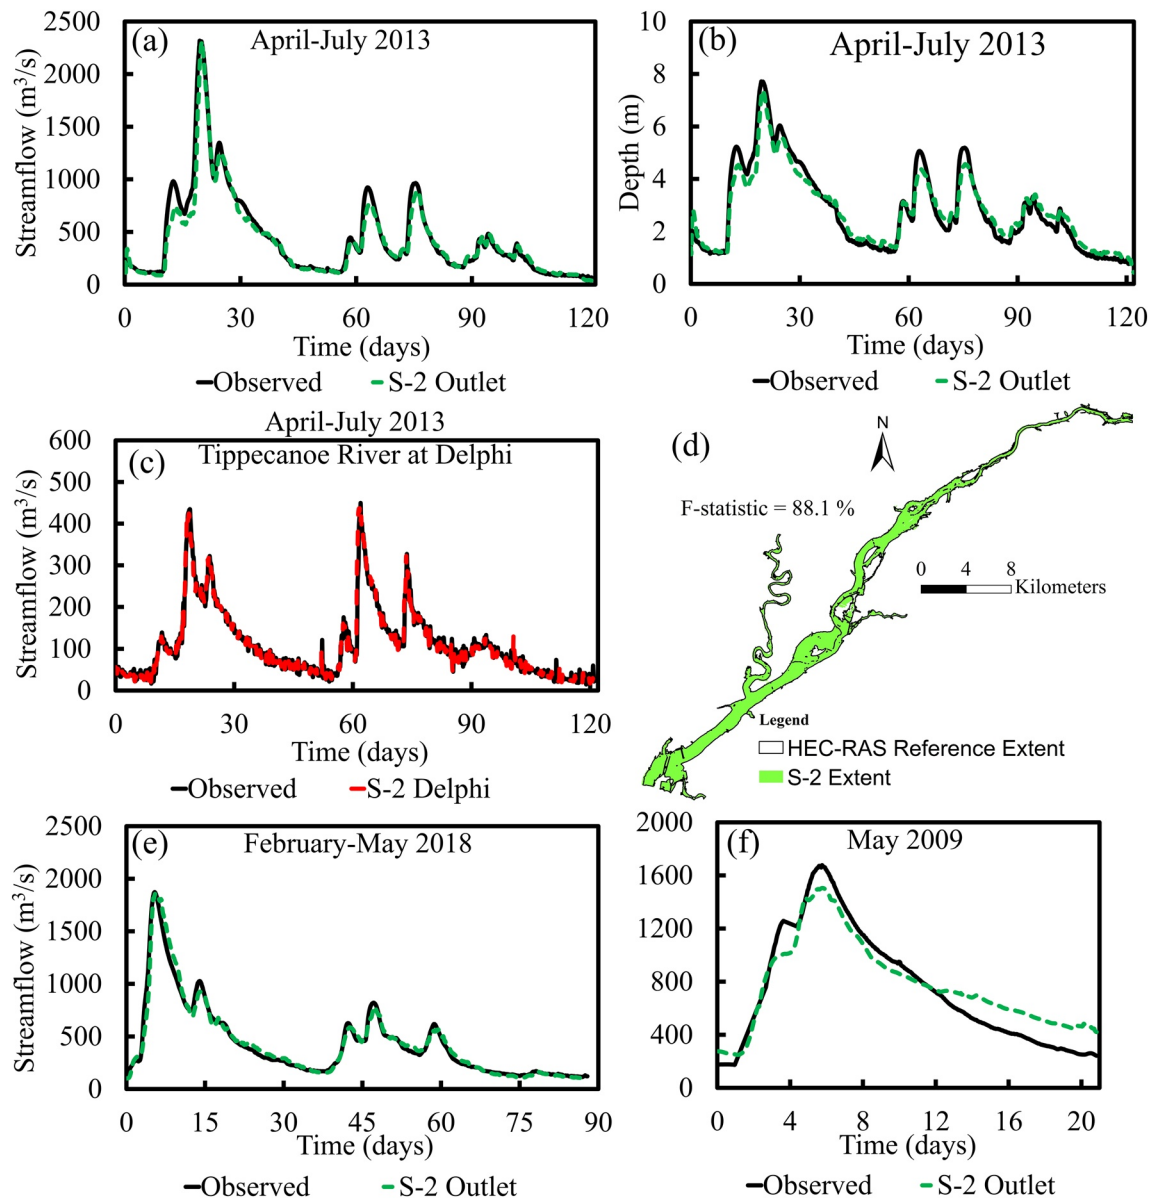 (a)
April-July 2013
Streamflow (m³/s)
2500
2000
1500
1000
500
0
0 30 60 90 120
Time (days)
Observed S-2 Outlet
(b)
April-July 2013
Depth (m)
10
8
6
4
2
0
0 30 60 90 120
Time (days)
Observed S-2 Outlet
April-July 2013
(c)
Tippecanoe River at Delphi
Streamflow (m³/s)
600
500
400
300
200
100
0
0 30 60 90 120
Time (days)
Observed S-2 Delphi
(d)
N
F-statistic = 88.1 %
0 4 8
Kilometers
Legend
HEC-RAS Reference Extent
S-2 Extent
(e)
February-May 2018
Streamflow (m³/s)
2500
2000
1500
1000
500
0
0 15 30 45 60 75 90
Time (days)
Observed S-2 Outlet
(f)
May 2009
2000
1600
1200
800
400
0
0 4 8 12 16 20
Time (days)
Observed S-2 Outlet